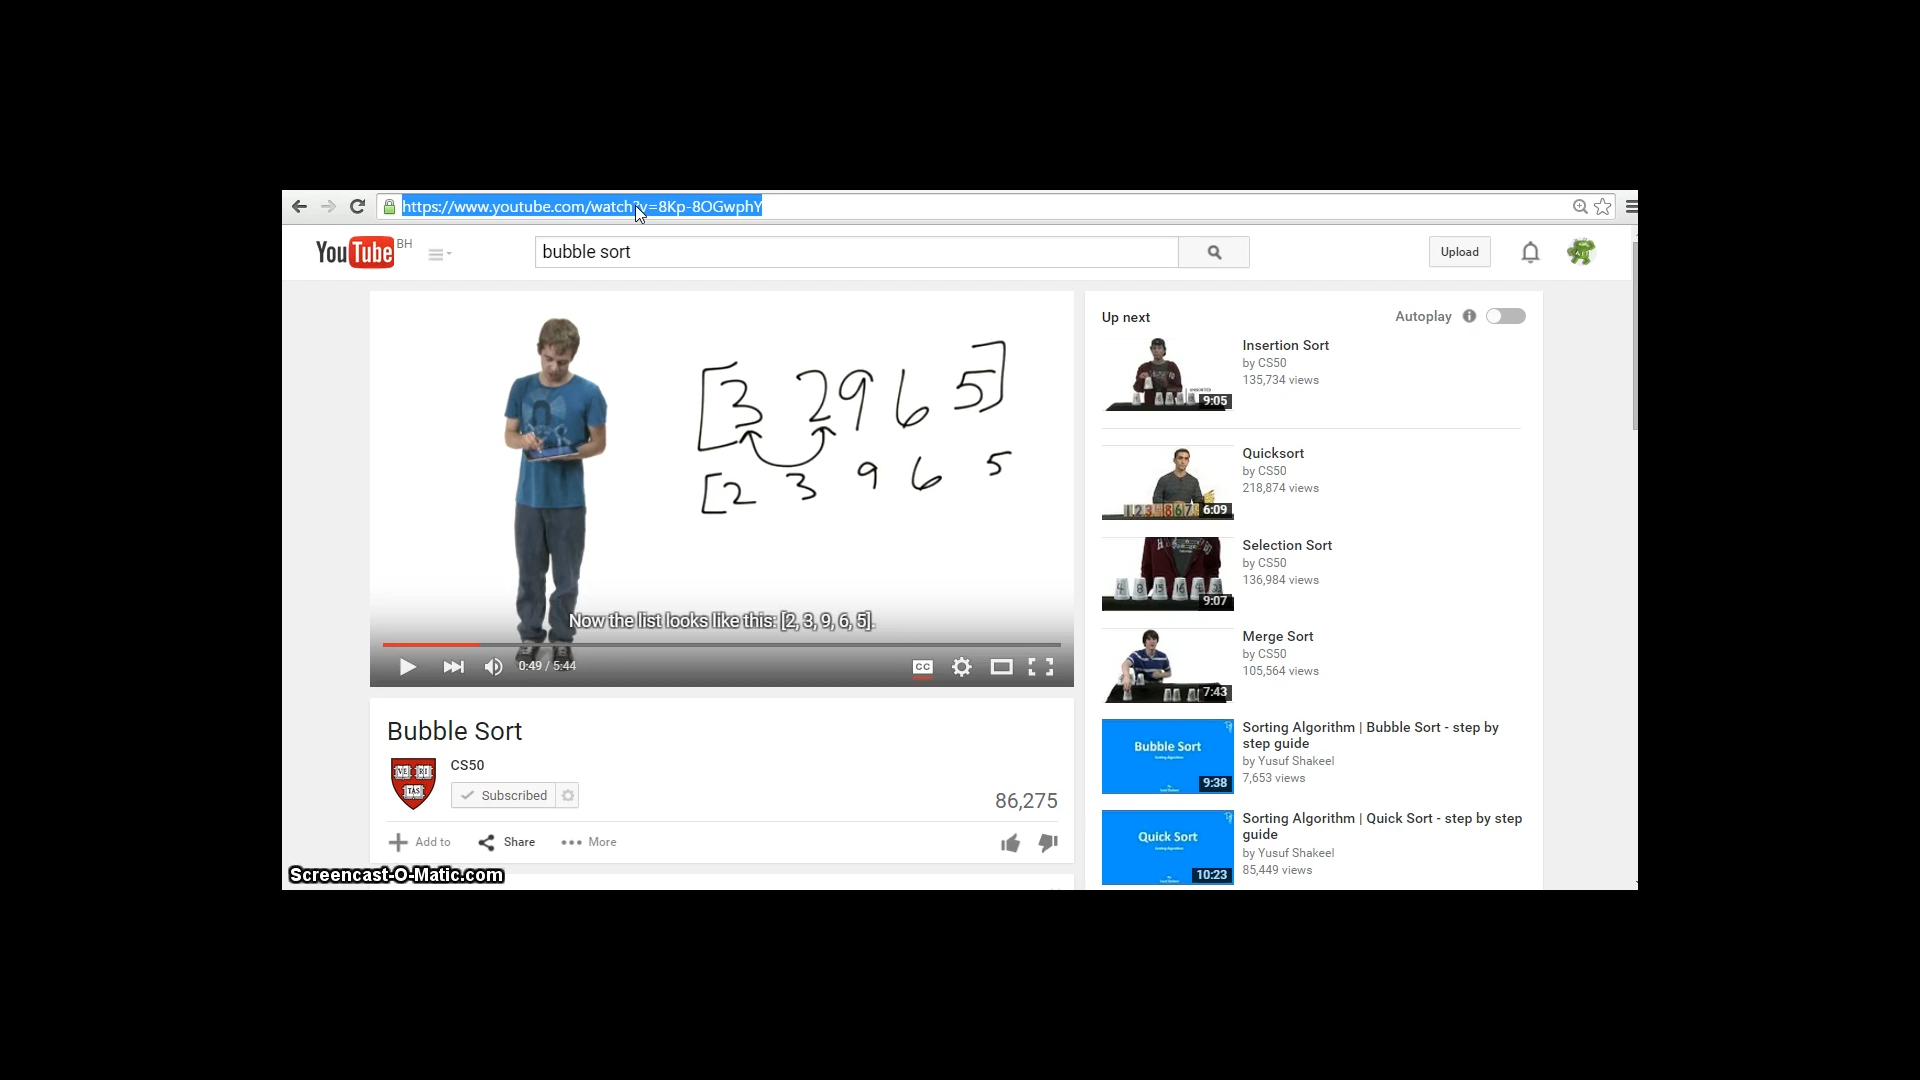 https://www.youtube.com/watch?v=8Kp-8OGwphY
YouTube BH
bubble sort
Upload
[3 2 9 6 5]
[2 3 9 6 5
Now the list looks like this: [2, 3, 9, 6, 5].
0:49 / 5:44
CC
Bubble Sort
CS50
VE RI
TAS
Subscribed
86,275
Add to
Share
More
Up next
Autoplay
Insertion Sort
by CS50
135,734 views
9:05
Quicksort
by CS50
218,874 views
6:09
Selection Sort
by CS50
136,984 views
9:07
Merge Sort
by CS50
105,564 views
7:43
Bubble Sort
9:38
Sorting Algorithm | Bubble Sort - step by
step guide
by Yusuf Shakeel
7,653 views
Quick Sort
10:23
Sorting Algorithm | Quick Sort - step by step
guide
by Yusuf Shakeel
85,449 views
Screencast-O-Matic.com